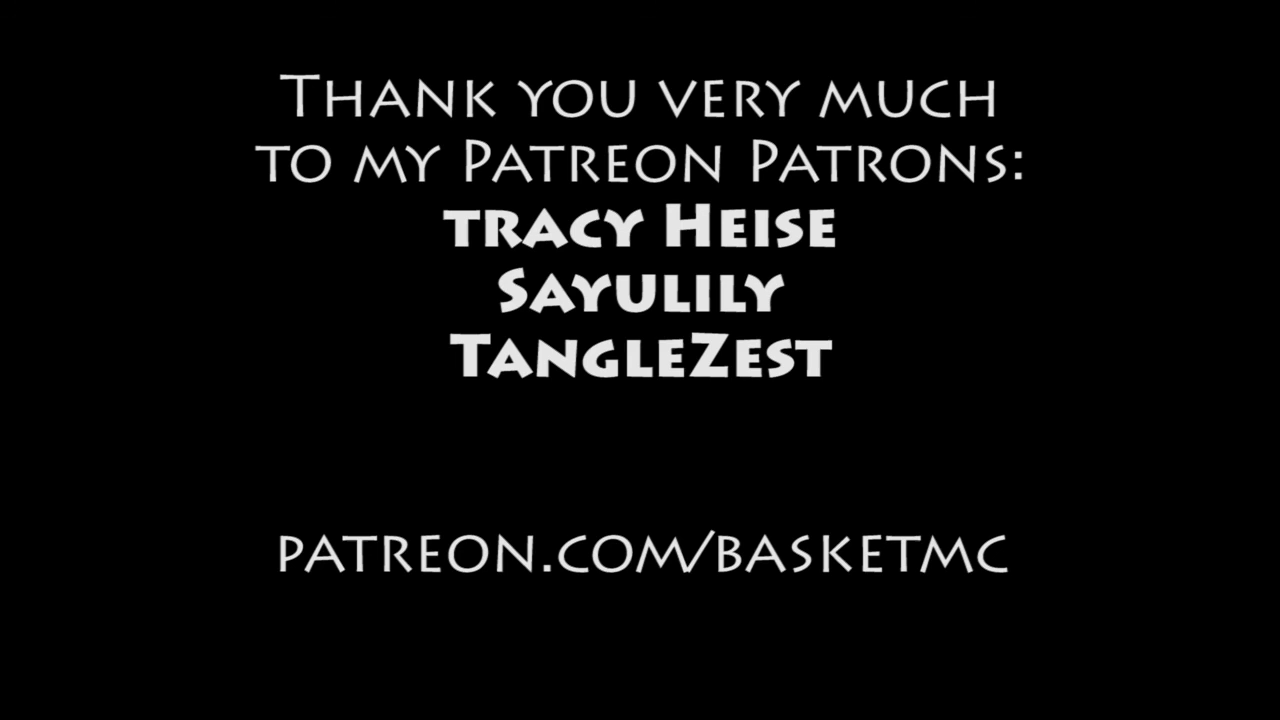 Thank you very much
to my Patreon Patrons:
tracy Heise
Sayulily
TangleZest
patreon.com/basketmc